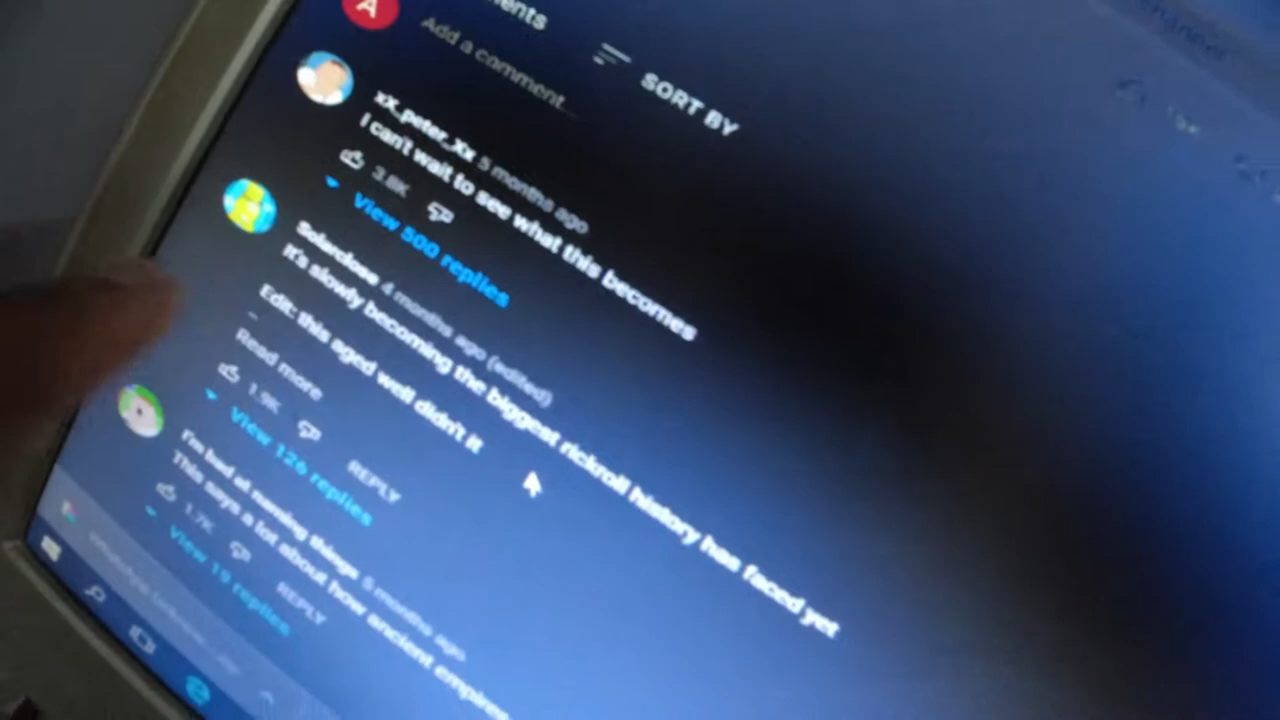 SORT BY
Add a comment...
xX_peter_Xx 5 months ago
I can't wait to see what this becomes
3.8K
View 500 replies
4 months ago (edited)
It's slowly becoming the biggest rickroll history has faced yet
Edit: this aged well didn't it
Read more
1.9K
REPLY
View 126 replies
I'm bad at naming things 5 months ago
This says a lot about how ancient empires
1.7K
REPLY
View 19 replies